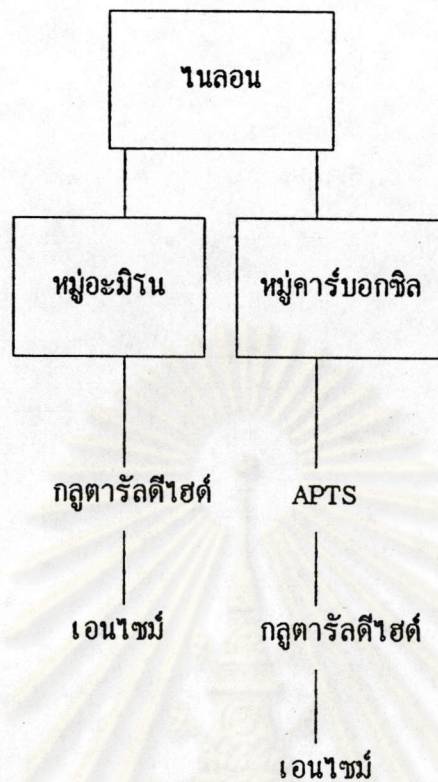 ไนลอน
หมู่อะมิโน หมู่คาร์บอกซิล
กลูตารัลดีไฮด์ APTS
เอนไซม์ กลูตารัลดีไฮด์
เอนไซม์